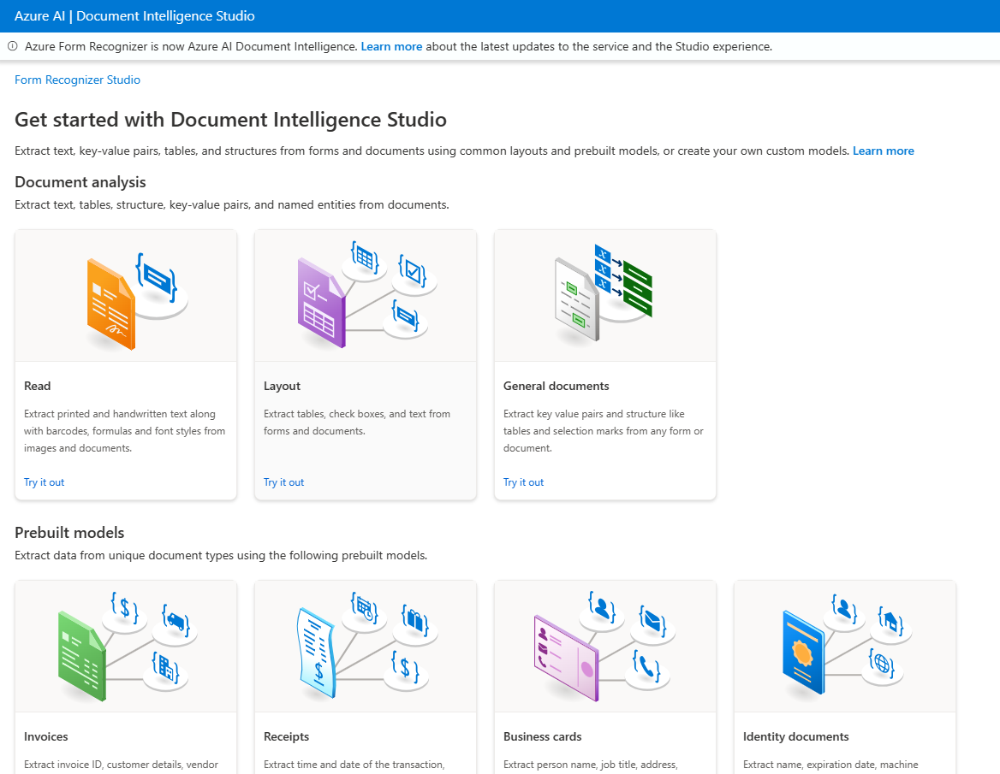 Azure AI | Document Intelligence Studio
Azure Form Recognizer is now Azure AI Document Intelligence. Learn more about the latest updates to the service and the Studio experience.
Form Recognizer Studio
Get started with Document Intelligence Studio
Extract text, key-value pairs, tables, and structures from forms and documents using common layouts and prebuilt models, or create your own custom models. Learn more
Document analysis
Extract text, tables, structure, key-value pairs, and named entities from documents.
Read
Extract printed and handwritten text along
with barcodes, formulas and font styles from
images and documents.
Try it out
Layout
Extract tables, check boxes, and text from
forms and documents.
Try it out
General documents
Extract key value pairs and structure like
tables and selection marks from any form or
document.
Try it out
Prebuilt models
Extract data from unique document types using the following prebuilt models.
Invoices
Extract invoice ID, customer details, vendor
Receipts
Extract time and date of the transaction,
Business cards
Extract person name, job title, address,
Identity documents
Extract name, expiration date, machine